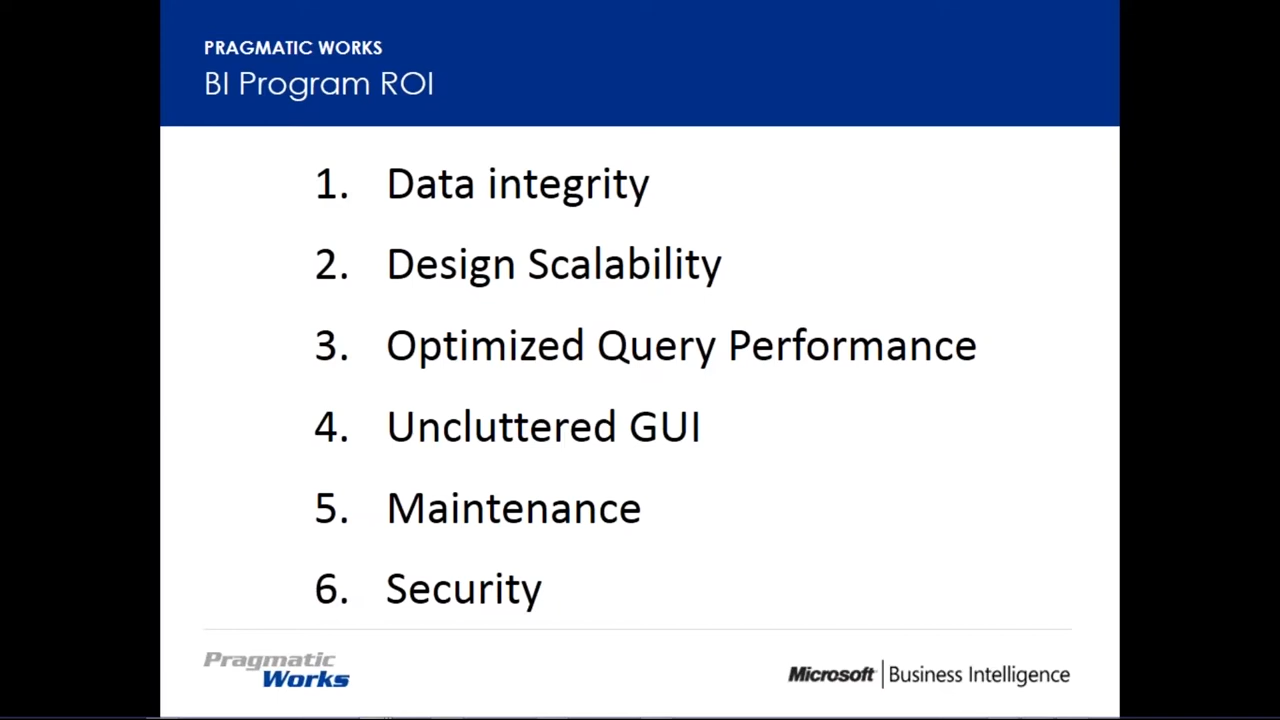 PRAGMATIC WORKS
BI Program ROI
1. Data integrity
2. Design Scalability
3. Optimized Query Performance
4. Uncluttered GUI
5. Maintenance
6. Security
Pragmatic
Works
Microsoft | Business Intelligence